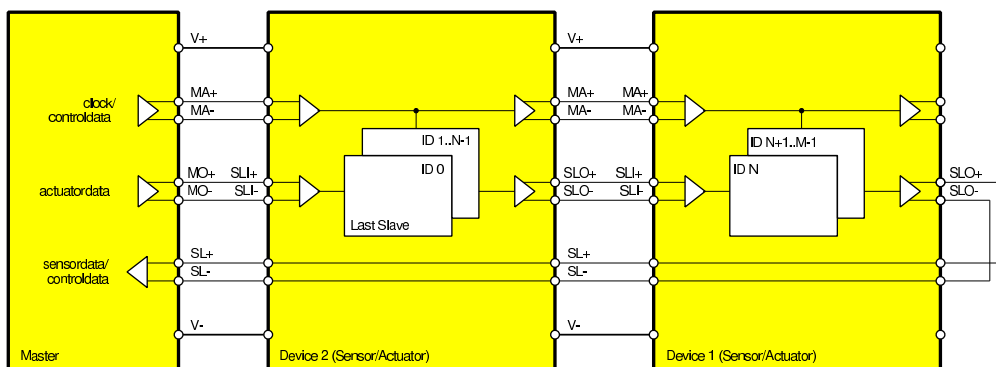 V+ V+
clock/ MA+ MA+ MA+
controldata MA- MA- MA-
ID 1..N-1 ID N+1..M-1
ID 0 ID N
actuatordata MO+ SLI+ SLO+ SLI+ SLO+
MO- SLI- SLO- SLI- SLO-
Last Slave
sensordata/ SL+ SL+
controldata SL- SL-
V- V-
Master Device 2 (Sensor/Actuator) Device 1 (Sensor/Actuator)